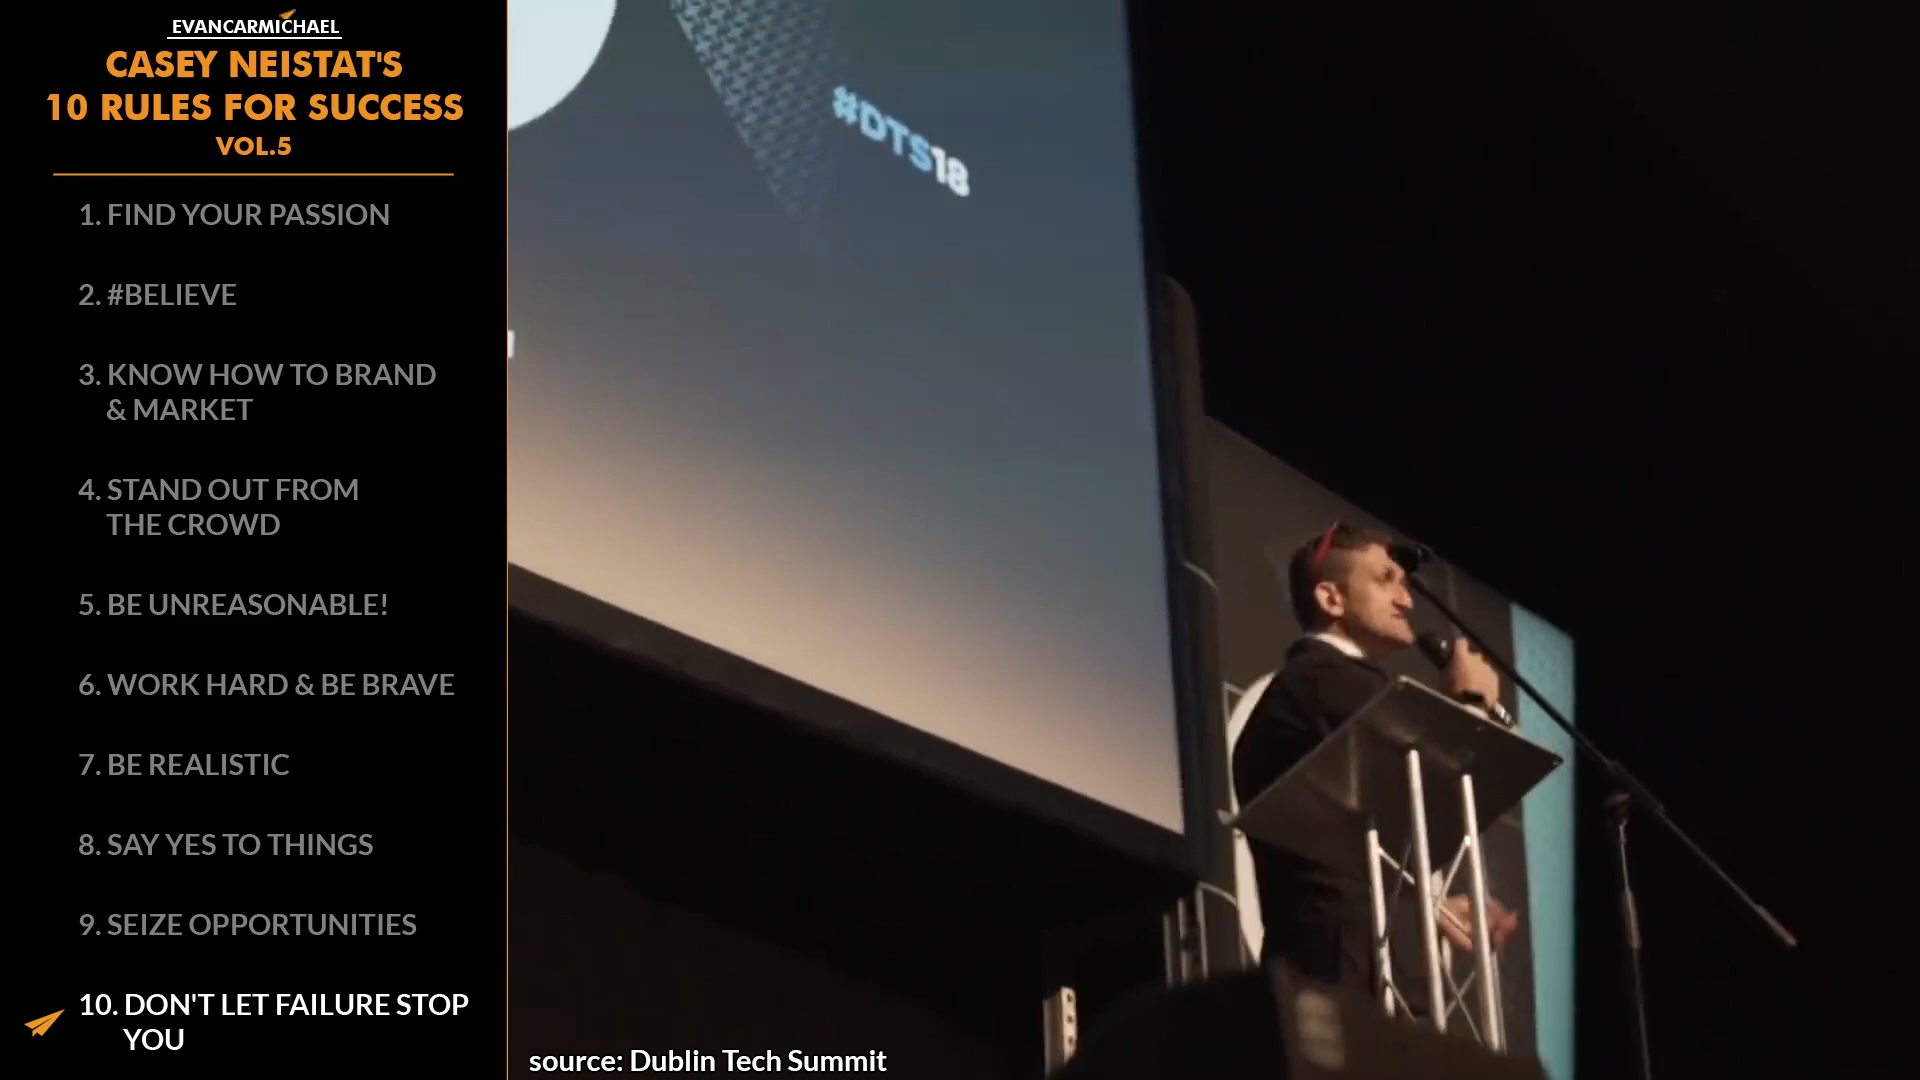 EVANCARMICHAEL
CASEY NEISTAT'S
10 RULES FOR SUCCESS
VOL.5
1. FIND YOUR PASSION
2. #BELIEVE
3. KNOW HOW TO BRAND
& MARKET
4. STAND OUT FROM
THE CROWD
5. BE UNREASONABLE!
6. WORK HARD & BE BRAVE
7. BE REALISTIC
8. SAY YES TO THINGS
9. SEIZE OPPORTUNITIES
10. DON'T LET FAILURE STOP
YOU
#DTS18
source: Dublin Tech Summit